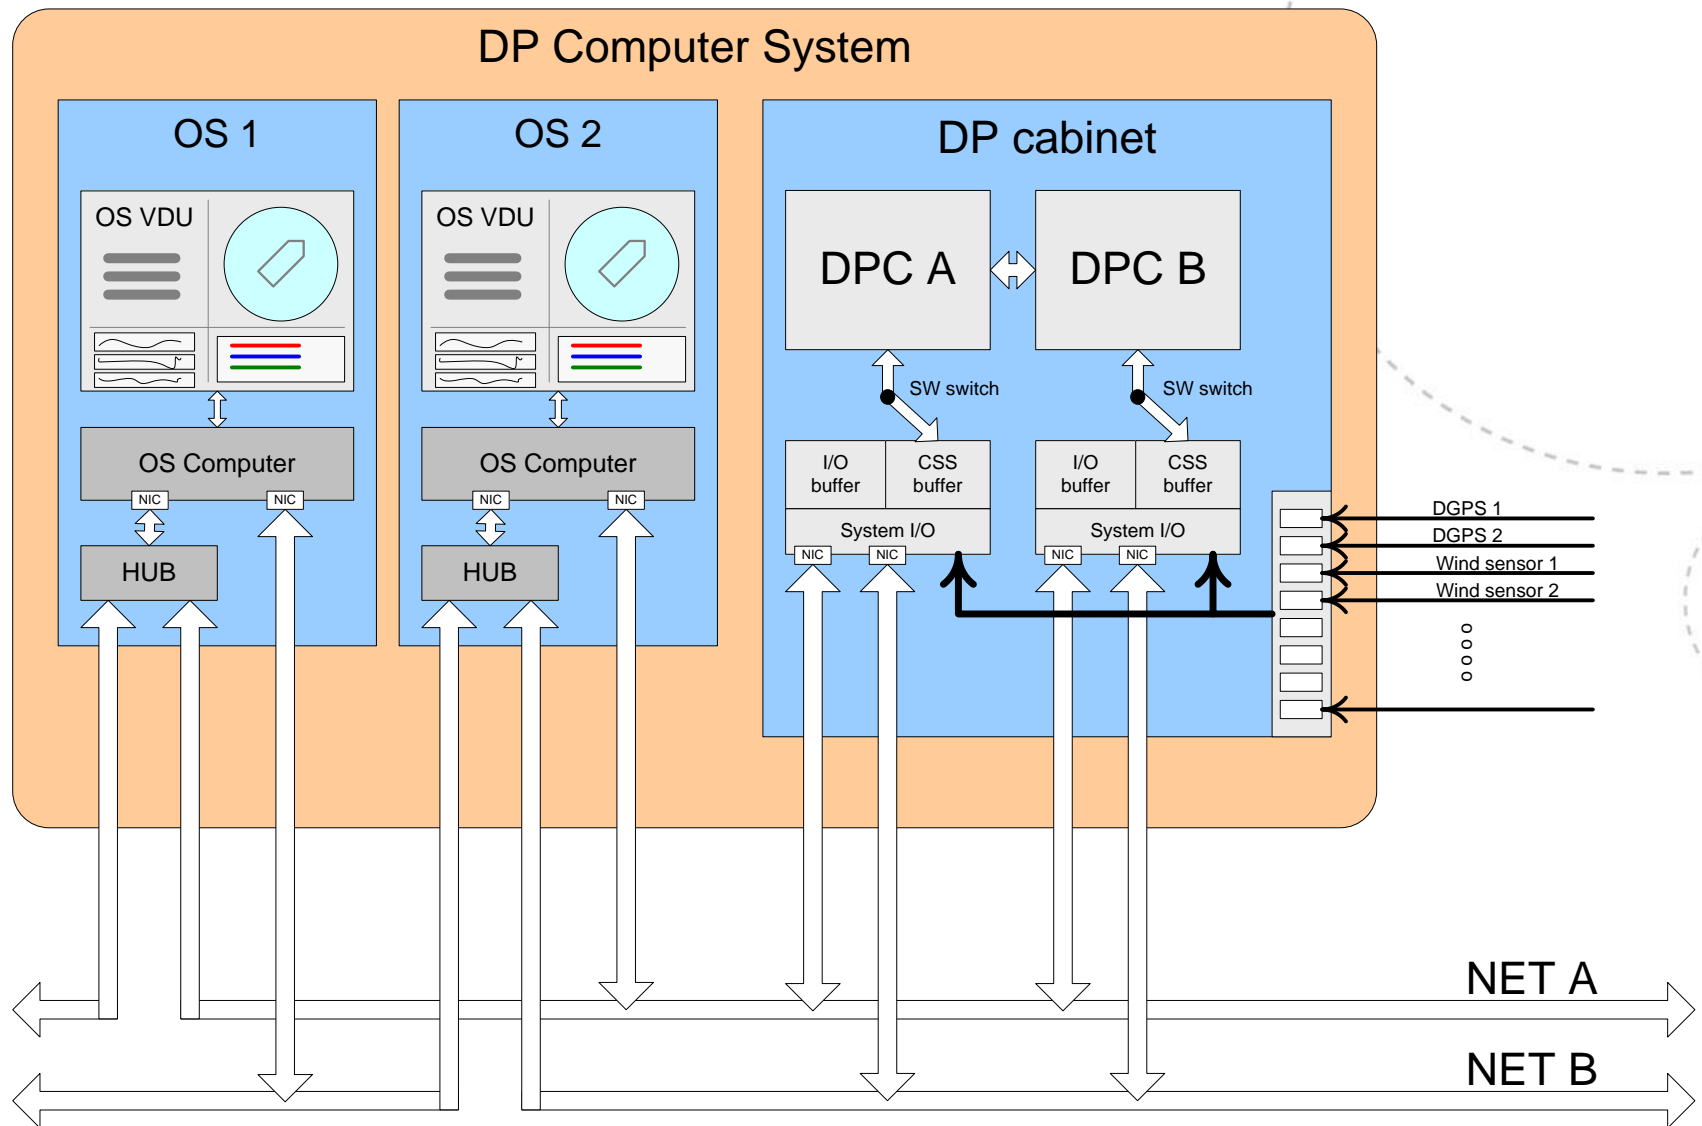 DP Computer System
OS 1
OS 2
DP cabinet
OS VDU
OS VDU
DPC A
DPC B
SW switch
SW switch
OS Computer
OS Computer
I/O
buffer
CSS
buffer
I/O
buffer
CSS
buffer
NIC
NIC
NIC
NIC
System I/O
System I/O
NIC
NIC
NIC
NIC
HUB
HUB
DGPS 1
DGPS 2
Wind sensor 1
Wind sensor 2
NET A
NET B